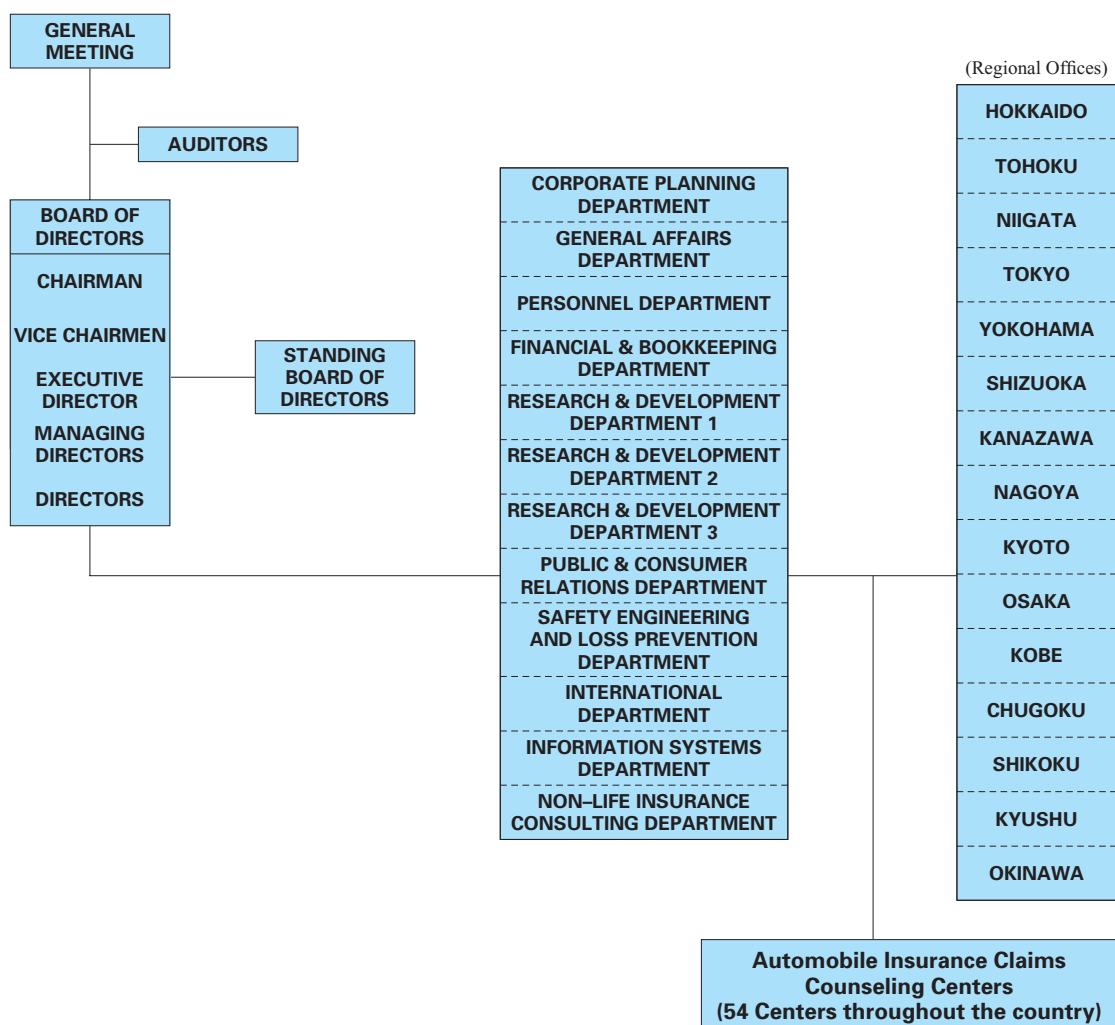 GENERAL
MEETING
AUDITORS
BOARD OF
DIRECTORS
CHAIRMAN
VICE CHAIRMEN
EXECUTIVE
DIRECTOR
MANAGING
DIRECTORS
DIRECTORS
STANDING
BOARD OF
DIRECTORS
CORPORATE PLANNING
DEPARTMENT
GENERAL AFFAIRS
DEPARTMENT
PERSONNEL DEPARTMENT
FINANCIAL & BOOKKEEPING
DEPARTMENT
RESEARCH & DEVELOPMENT
DEPARTMENT 1
RESEARCH & DEVELOPMENT
DEPARTMENT 2
RESEARCH & DEVELOPMENT
DEPARTMENT 3
PUBLIC & CONSUMER
RELATIONS DEPARTMENT
SAFETY ENGINEERING
AND LOSS PREVENTION
DEPARTMENT
INTERNATIONAL
DEPARTMENT
INFORMATION SYSTEMS
DEPARTMENT
NON–LIFE INSURANCE
CONSULTING DEPARTMENT
(Regional Offices)
HOKKAIDO
TOHOKU
NIIGATA
TOKYO
YOKOHAMA
SHIZUOKA
KANAZAWA
NAGOYA
KYOTO
OSAKA
KOBE
CHUGOKU
SHIKOKU
KYUSHU
OKINAWA
Automobile Insurance Claims
Counseling Centers
(54 Centers throughout the country)